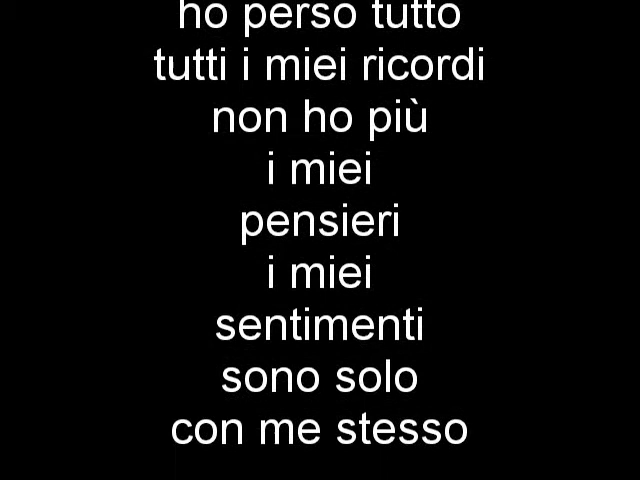 ho perso tutto
tutti i miei ricordi
non ho più
i miei
pensieri
i miei
sentimenti
sono solo
con me stesso